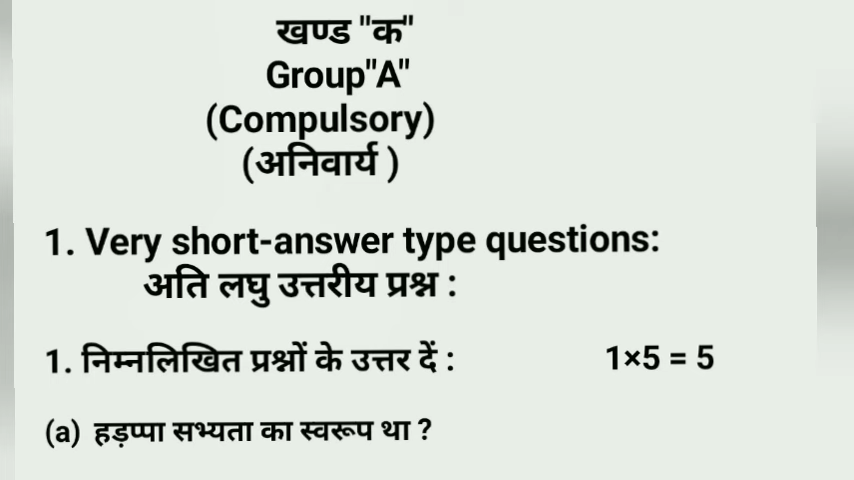 खण्ड "क"
Group"A"
(Compulsory)
(अनिवार्य )
1. Very short-answer type questions:
अति लघु उत्तरीय प्रश्न :
1. निम्नलिखित प्रश्नों के उत्तर दें : 1×5 = 5
(a) हड़प्पा सभ्यता का स्वरूप था ?